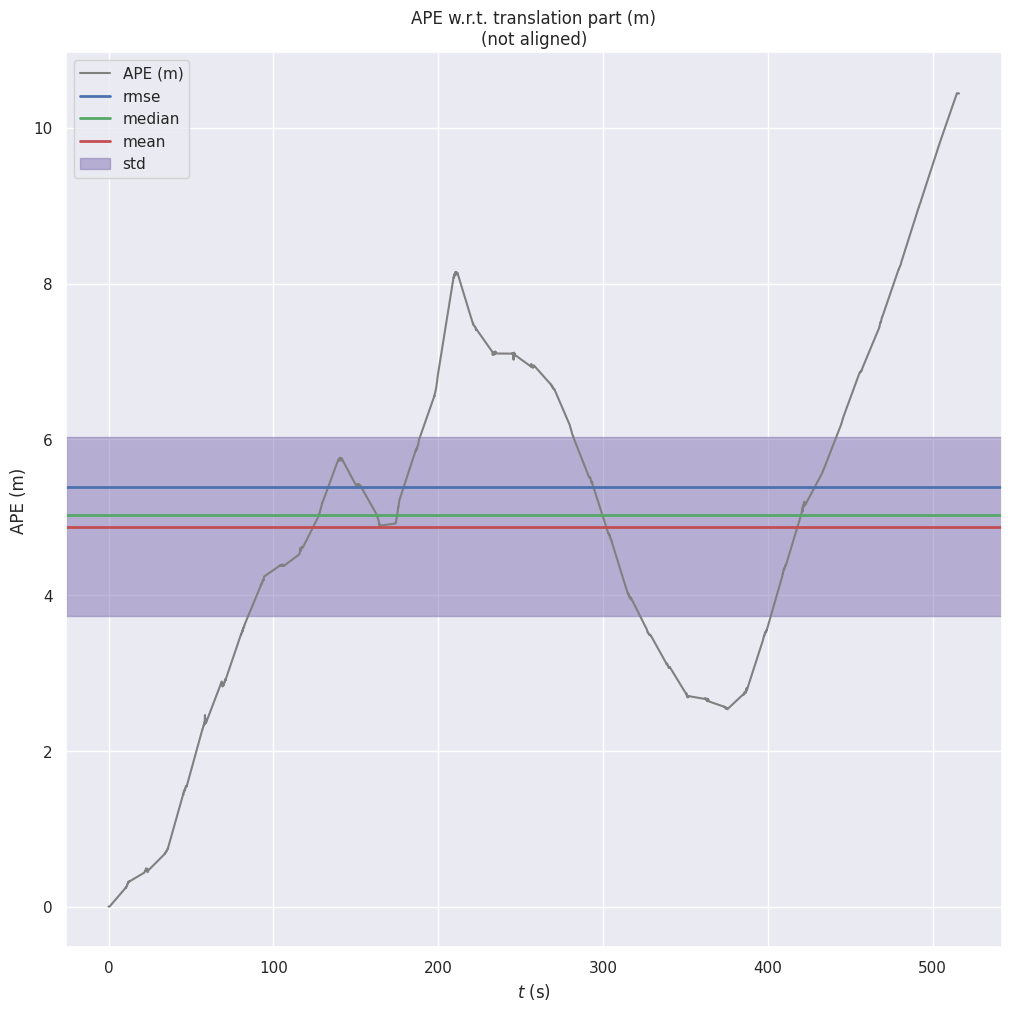 APE w.r.t. translation part (m)
(not aligned)
APE (m)
rmse
median
mean
std
APE (m)
10
8
6
4
2
0
0 100 200 300 400 500
t (s)